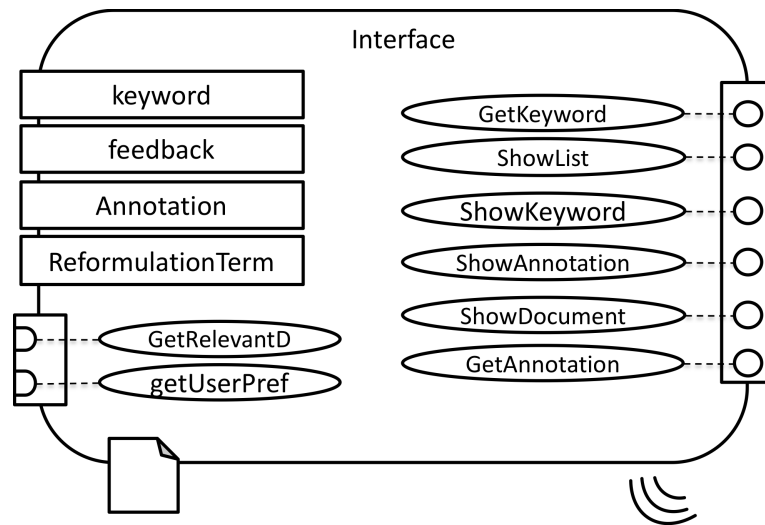 Interface
keyword
feedback
Annotation
ReformulationTerm
GetRelevantD
getUserPref
GetKeyword
ShowList
ShowKeyword
ShowAnnotation
ShowDocument
GetAnnotation